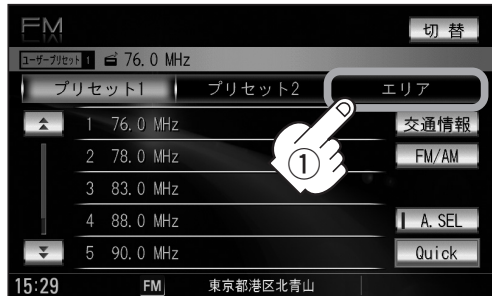 FM
切 替
ユーザープリセット 1 76.0 MHz
プリセット1 プリセット2 エリア
1 76.0 MHz 交通情報
2 78.0 MHz FM/AM
①
3 83.0 MHz
4 88.0 MHz A.SEL
5 90.0 MHz Quick
15:29 FM 東京都港区北青山